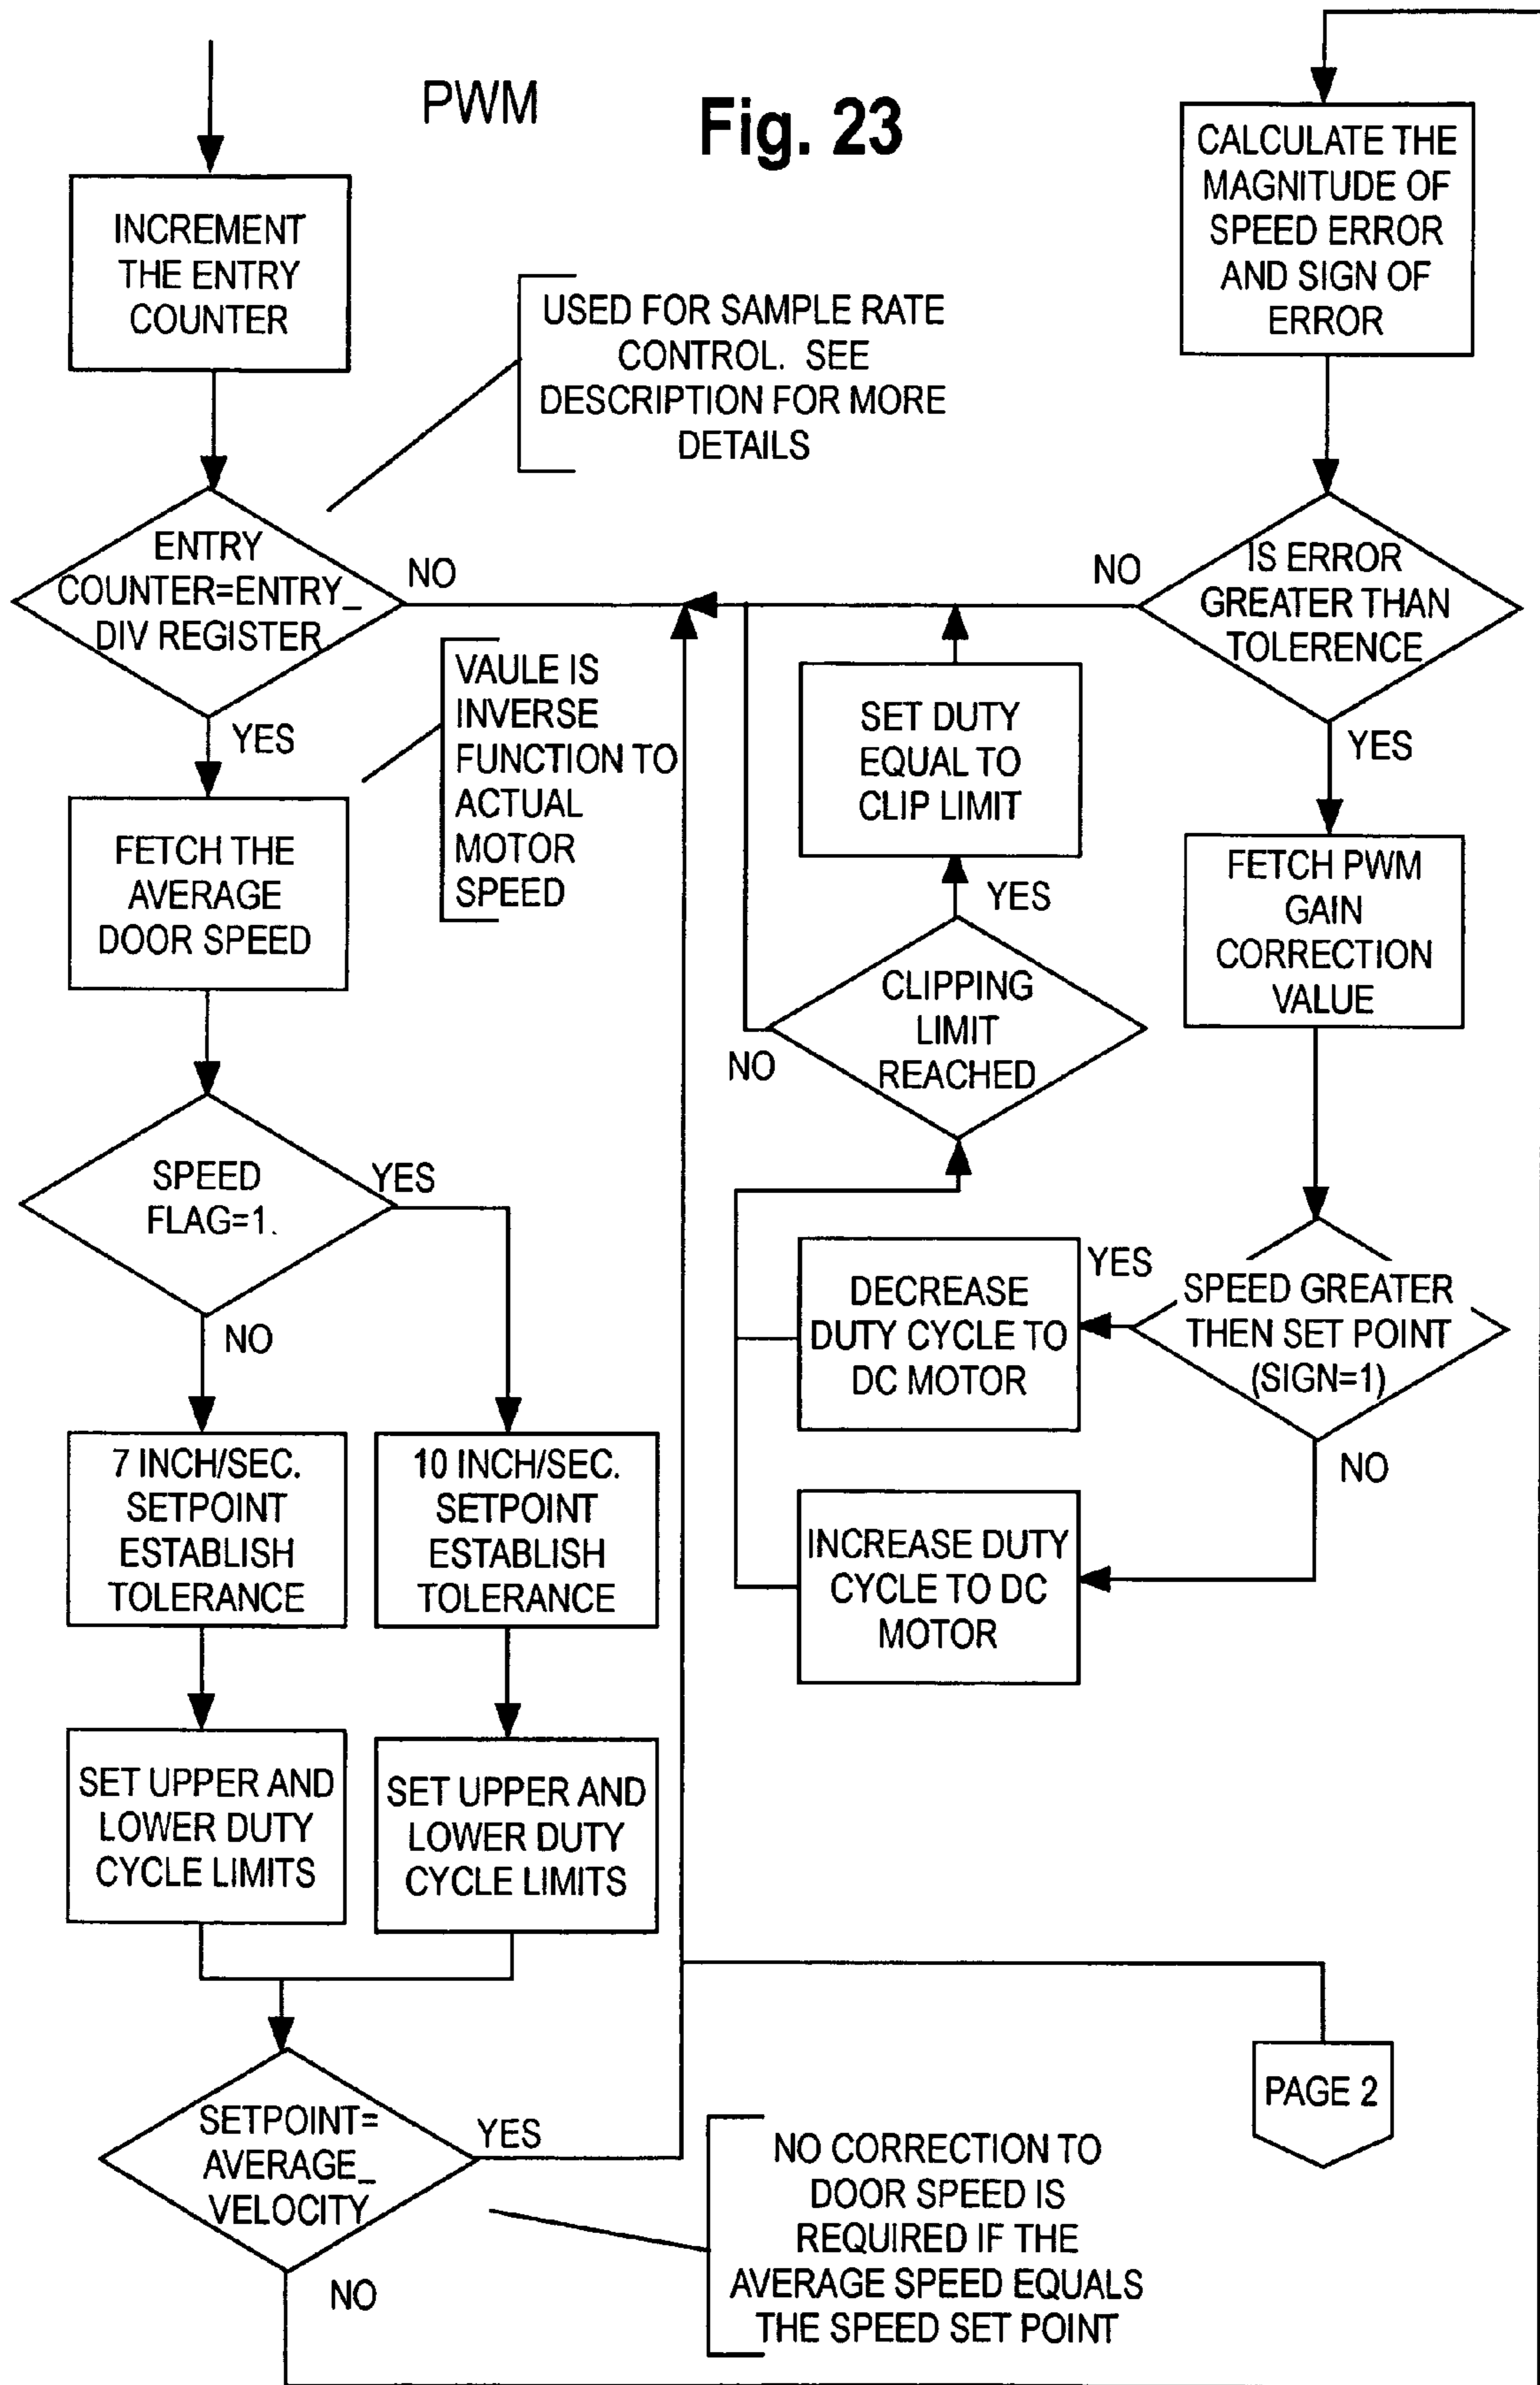 PWM
Fig. 23
INCREMENT
THE ENTRY
COUNTER
USED FOR SAMPLE RATE
CONTROL. SEE
DESCRIPTION FOR MORE
DETAILS
ENTRY
COUNTER=ENTRY_
DIV REGISTER
NO
YES
VAULE IS
INVERSE
FUNCTION TO
ACTUAL
MOTOR
SPEED
FETCH THE
AVERAGE
DOOR SPEED
SPEED
FLAG=1.
YES
NO
7 INCH/SEC.
SETPOINT
ESTABLISH
TOLERANCE
10 INCH/SEC.
SETPOINT
ESTABLISH
TOLERANCE
SET UPPER AND
LOWER DUTY
CYCLE LIMITS
SET UPPER AND
LOWER DUTY
CYCLE LIMITS
SETPOINT=
AVERAGE_
VELOCITY
YES
NO
NO CORRECTION TO
DOOR SPEED IS
REQUIRED IF THE
AVERAGE SPEED EQUALS
THE SPEED SET POINT
CALCULATE THE
MAGNITUDE OF
SPEED ERROR
AND SIGN OF
ERROR
IS ERROR
GREATER THAN
TOLERENCE
NO
YES
FETCH PWM
GAIN
CORRECTION
VALUE
SPEED GREATER
THEN SET POINT
(SIGN=1)
YES
NO
DECREASE
DUTY CYCLE TO
DC MOTOR
INCREASE DUTY
CYCLE TO DC
MOTOR
CLIPPING
LIMIT
REACHED
NO
YES
SET DUTY
EQUAL TO
CLIP LIMIT
PAGE 2